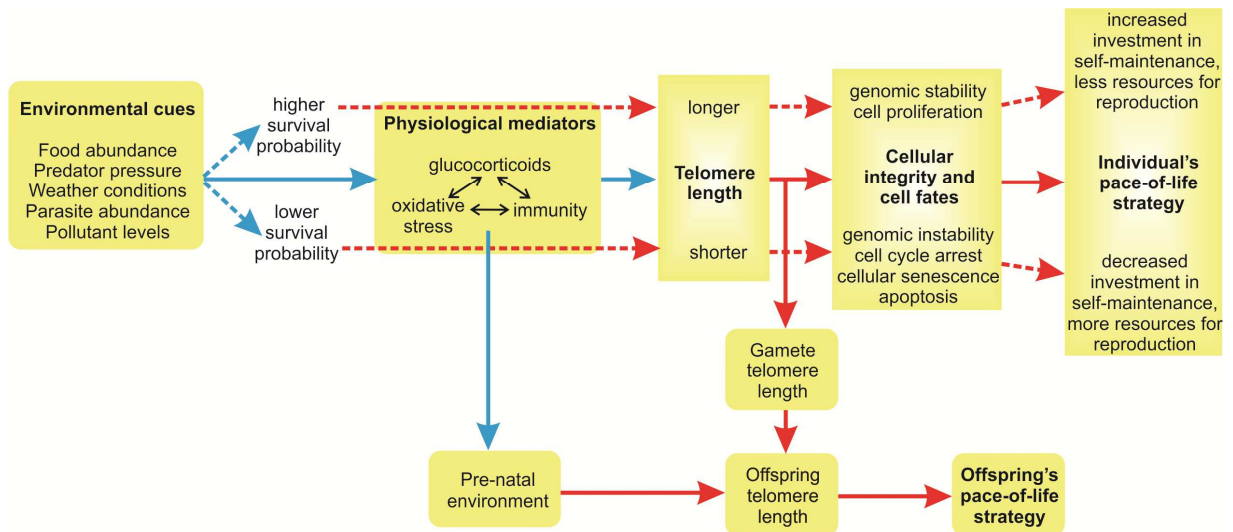 Environmental cues
Food abundance
Predator pressure
Weather conditions
Parasite abundance
Pollutant levels
higher
survival
probability
lower
survival
probability
Physiological mediators
glucocorticoids
oxidative
stress
immunity
longer
Telomere
length
shorter
genomic stability
cell proliferation
Cellular
integrity and
cell fates
genomic instability
cell cycle arrest
cellular senescence
apoptosis
increased
investment in
self-maintenance,
less resources for
reproduction
Individual's
pace-of-life
strategy
decreased
investment in
self-maintenance,
more resources for
reproduction
Gamete
telomere
length
Pre-natal
environment
Offspring
telomere
length
Offspring's
pace-of-life
strategy